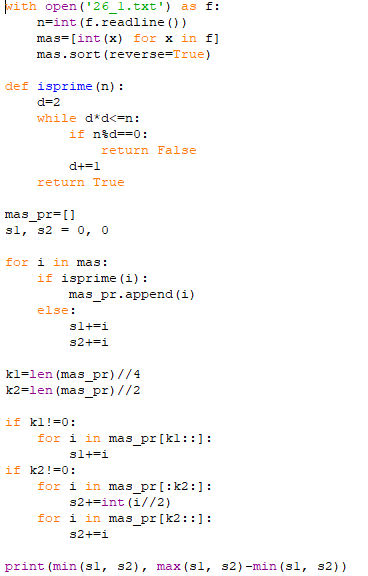 with open('26_1.txt') as f:
    n=int(f.readline())
    mas=[int(x) for x in f]
    mas.sort(reverse=True)

def isprime(n):
    d=2
    while d*d<=n:
        if n%d==0:
            return False
        d+=1
    return True

mas_pr=[]
s1, s2 = 0, 0

for i in mas:
    if isprime(i):
        mas_pr.append(i)
    else:
        s1+=i
        s2+=i

k1=len(mas_pr)//4
k2=len(mas_pr)//2

if k1!=0:
    for i in mas_pr[k1::]:
        s1+=i
if k2!=0:
    for i in mas_pr[:k2:]:
        s2+=int(i//2)
    for i in mas_pr[k2::]:
        s2+=i

print(min(s1, s2), max(s1, s2)-min(s1, s2))